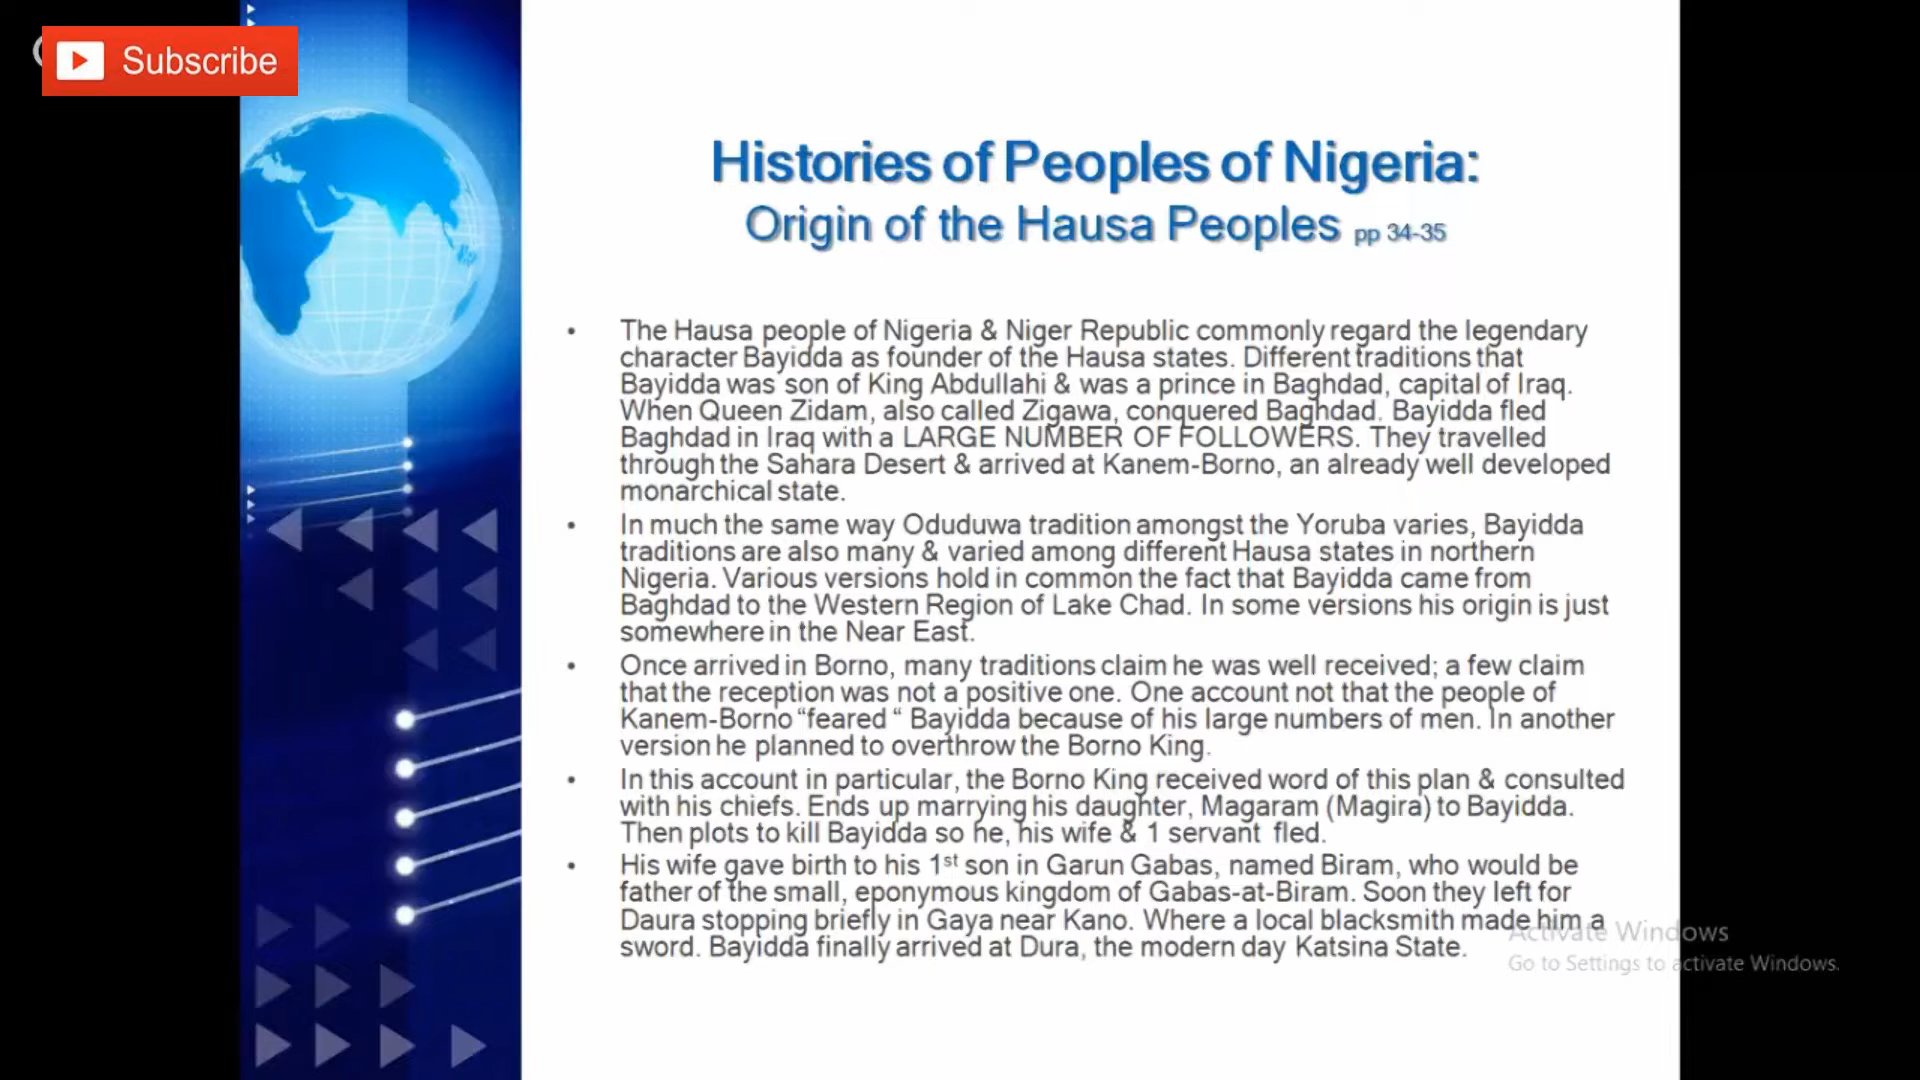 Subscribe
Histories of Peoples of Nigeria:
Origin of the Hausa Peoples pp 34-35
• The Hausa people of Nigeria & Niger Republic commonly regard the legendary
character Bayidda as founder of the Hausa states. Different traditions that
Bayidda was son of King Abdullahi & was a prince in Baghdad, capital of Iraq.
When Queen Zidam, also called Zigawa, conquered Baghdad. Bayidda fled
Baghdad in Iraq with a LARGE NUMBER OF FOLLOWERS. They travelled
through the Sahara Desert & arrived at Kanem-Borno, an already well developed
monarchical state.
• In much the same way Oduduwa tradition amongst the Yoruba varies, Bayidda
traditions are also many & varied among different Hausa states in northern
Nigeria. Various versions hold in common the fact that Bayidda came from
Baghdad to the Western Region of Lake Chad. In some versions his origin is just
somewhere in the Near East.
• Once arrived in Borno, many traditions claim he was well received; a few claim
that the reception was not a positive one. One account not that the people of
Kanem-Borno “feared “ Bayidda because of his large numbers of men. In another
version he planned to overthrow the Borno King.
• In this account in particular, the Borno King received word of this plan & consulted
with his chiefs. Ends up marrying his daughter, Magaram (Magira) to Bayidda.
Then plots to kill Bayidda so he, his wife & 1 servant fled.
• His wife gave birth to his 1st son in Garun Gabas, named Biram, who would be
father of the small, eponymous kingdom of Gabas-at-Biram. Soon they left for
Daura stopping briefly in Gaya near Kano. Where a local blacksmith made him a
sword. Bayidda finally arrived at Dura, the modern day Katsina State.
Activate Windows
Go to Settings to activate Windows.